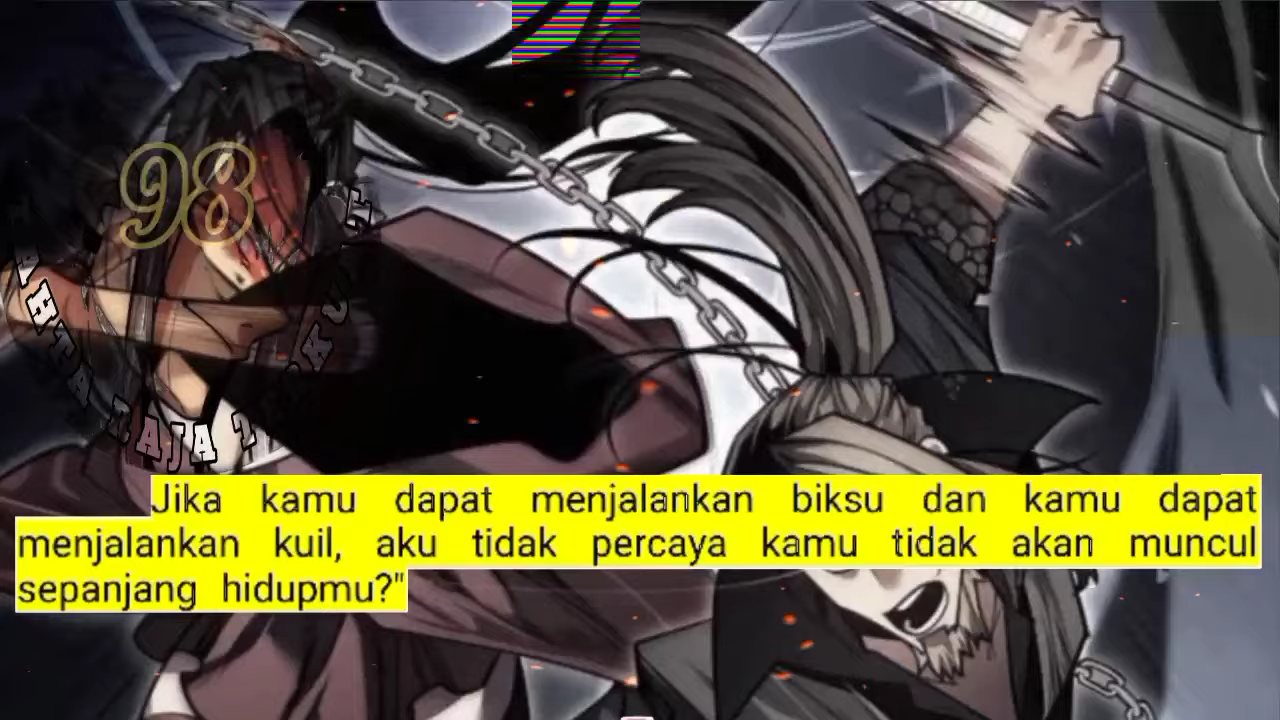 98
Jika kamu dapat menjalankan biksu dan kamu dapat
menjalankan kuil, aku tidak percaya kamu tidak akan muncul
sepanjang hidupmu?"